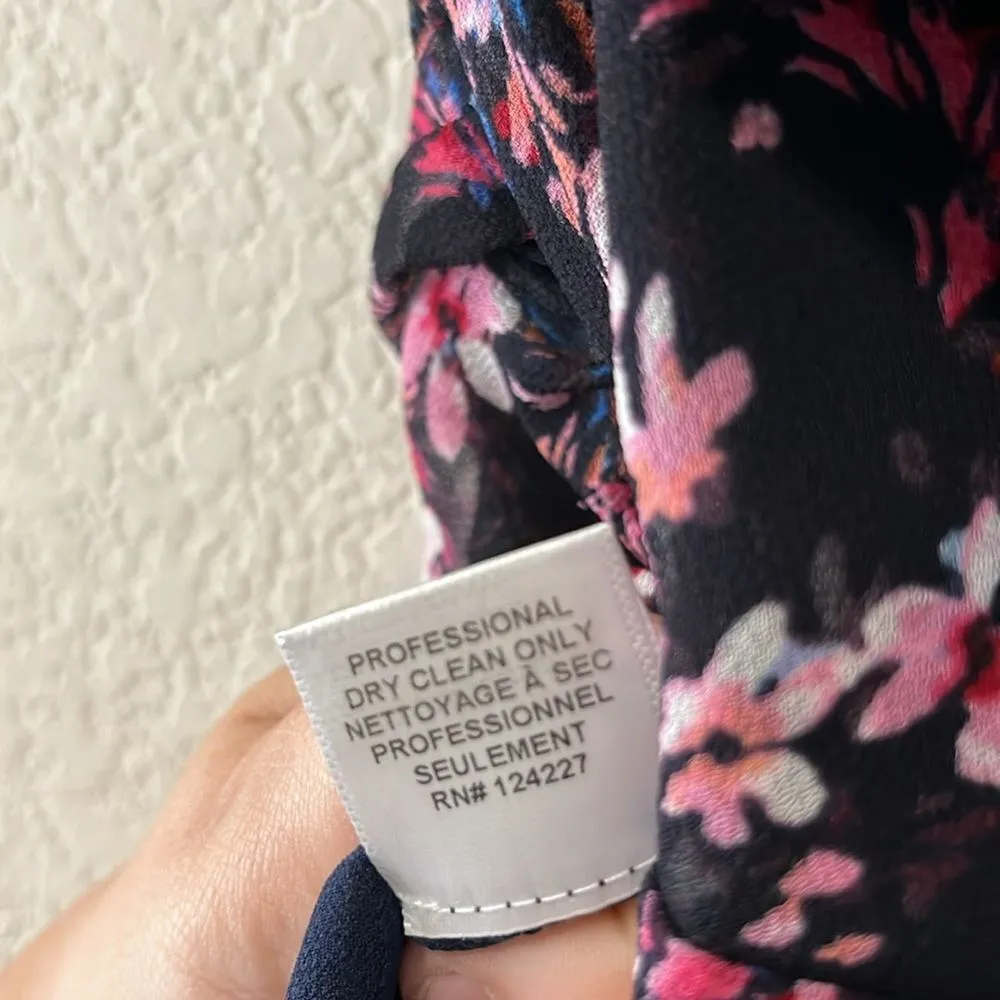 PROFESSIONAL
DRY CLEAN ONLY
NETTOYAGE À SEC
PROFESSIONNEL
SEULEMENT
RN# 124227